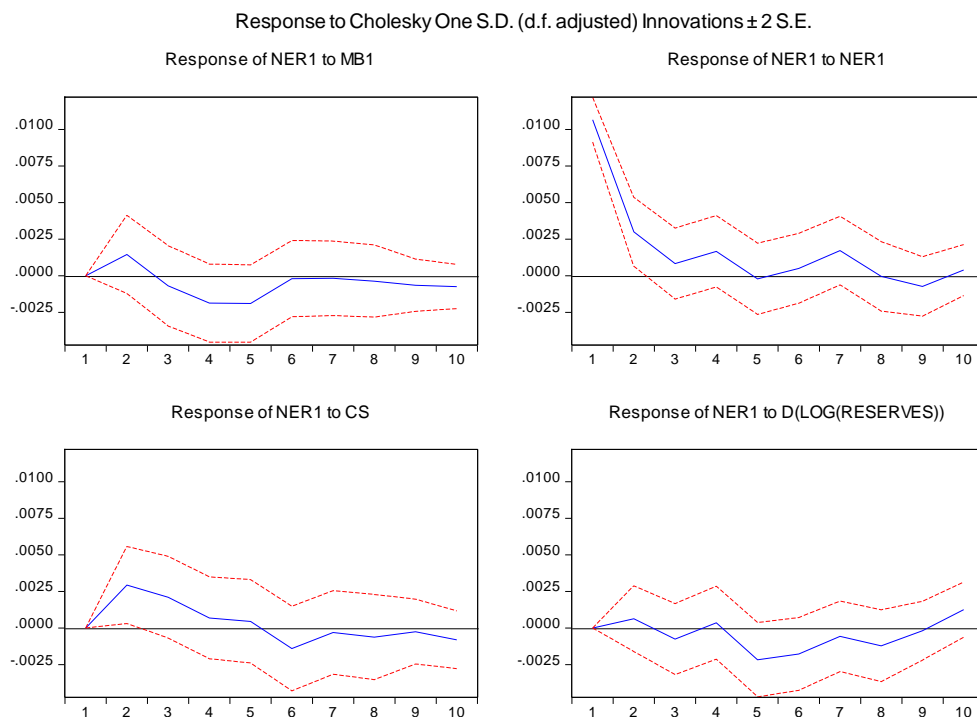 Response to Cholesky One S.D. (d.f. adjusted) Innovations ± 2 S.E.
Response of NER1 to MB1
.0100
.0075
.0050
.0025
.0000
-.0025
1 2 3 4 5 6 7 8 9 10
Response of NER1 to NER1
.0100
.0075
.0050
.0025
.0000
-.0025
1 2 3 4 5 6 7 8 9 10
Response of NER1 to CS
.0100
.0075
.0050
.0025
.0000
-.0025
1 2 3 4 5 6 7 8 9 10
Response of NER1 to D(LOG(RESERVES))
.0100
.0075
.0050
.0025
.0000
-.0025
1 2 3 4 5 6 7 8 9 10